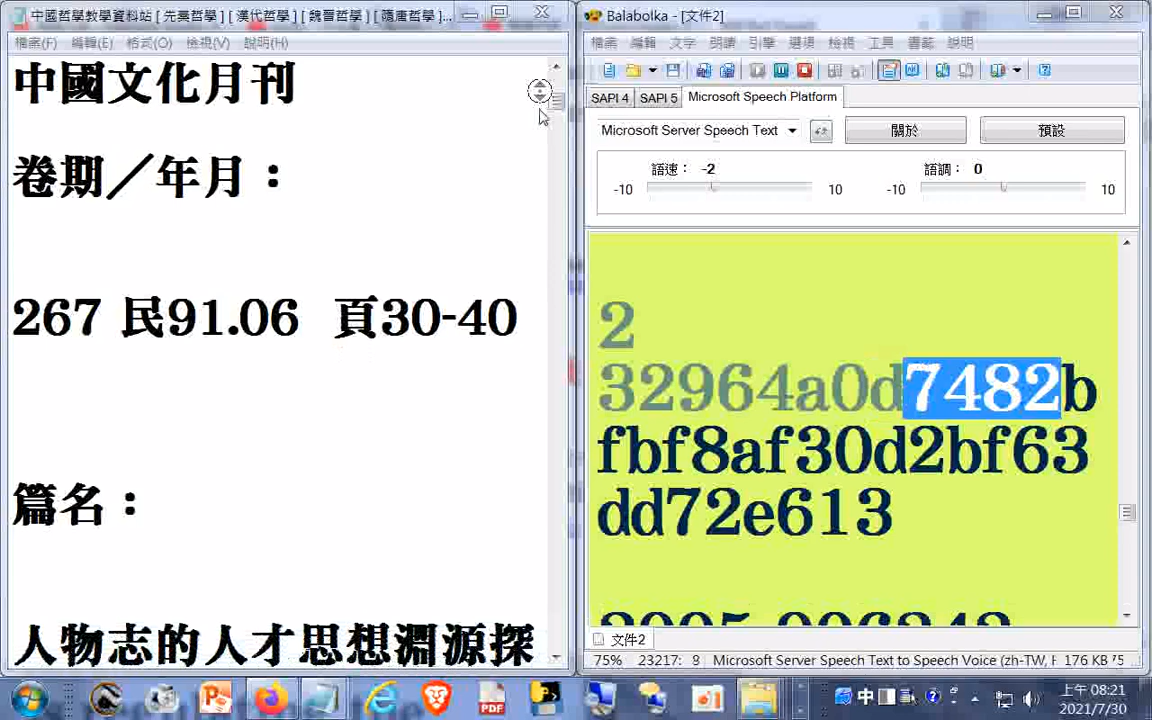 中國哲學教學資料站 [ 先秦哲學 ] [ 漢代哲學 ] [ 魏晉哲學 ] [ 隋唐哲學 ]...
檔案(F) 編輯(E) 格式(O) 檢視(V) 說明(H)
中國文化月刊
卷期／年月：
267 民91.06 頁30-40
篇名：
人物志的人才思想淵源探
Balabolka - [文件2]
檔案 編輯 文字 朗讀 引擎 選項 檢視 工具 書籤 說明
SAPI 4 SAPI 5 Microsoft Speech Platform
Microsoft Server Speech Text 關於 預設
語速： -2 語調： 0
-10 10 -10 10
2
32964a0d7482b
fbf8af30d2bf63
dd72e613
文件2
75% 23217: 8 Microsoft Server Speech Text to Speech Voice (zh-TW, 176 KB 75
中
上午 08:21
2021/7/30